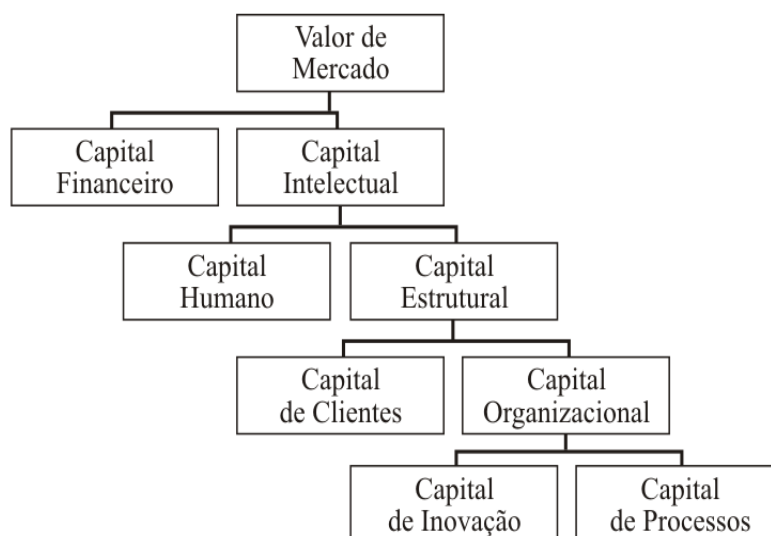 Valor de
Mercado
Capital
Financeiro
Capital
Intelectual
Capital
Humano
Capital
Estrutural
Capital
de Clientes
Capital
Organizacional
Capital
de Inovação
Capital
de Processos